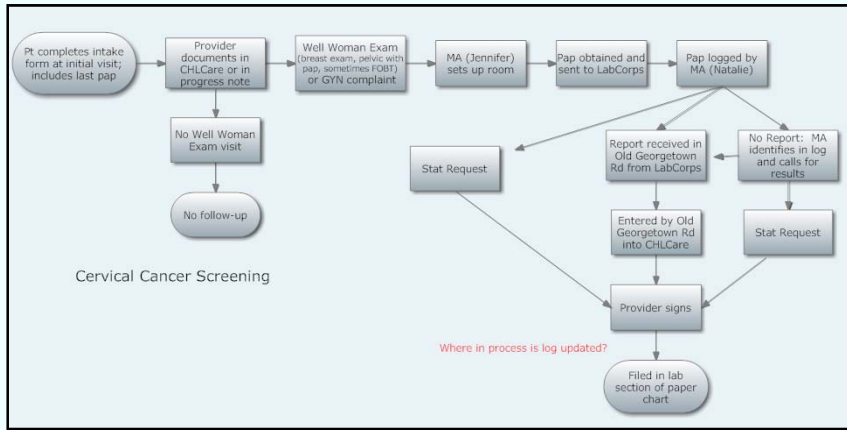 Pt completes intake
form at initial visit;
includes last pap
Provider
documents in
CHLCare or in
progress note
Well Woman Exam
(breast exam, pelvic with
pap, sometimes FOBT)
or GYN complaint
MA (Jennifer)
sets up room
Pap obtained and
sent to LabCorps
Pap logged by
MA (Natalie)
No Well Woman
Exam visit
No follow-up
Stat Request
Report received in
Old Georgetown
Rd from LabCorps
No Report: MA
identifies in log
and calls for
results
Entered by Old
Georgetown Rd
into CHLCare
Stat Request
Cervical Cancer Screening
Provider signs
Where in process is log updated?
Filed in lab
section of paper
chart